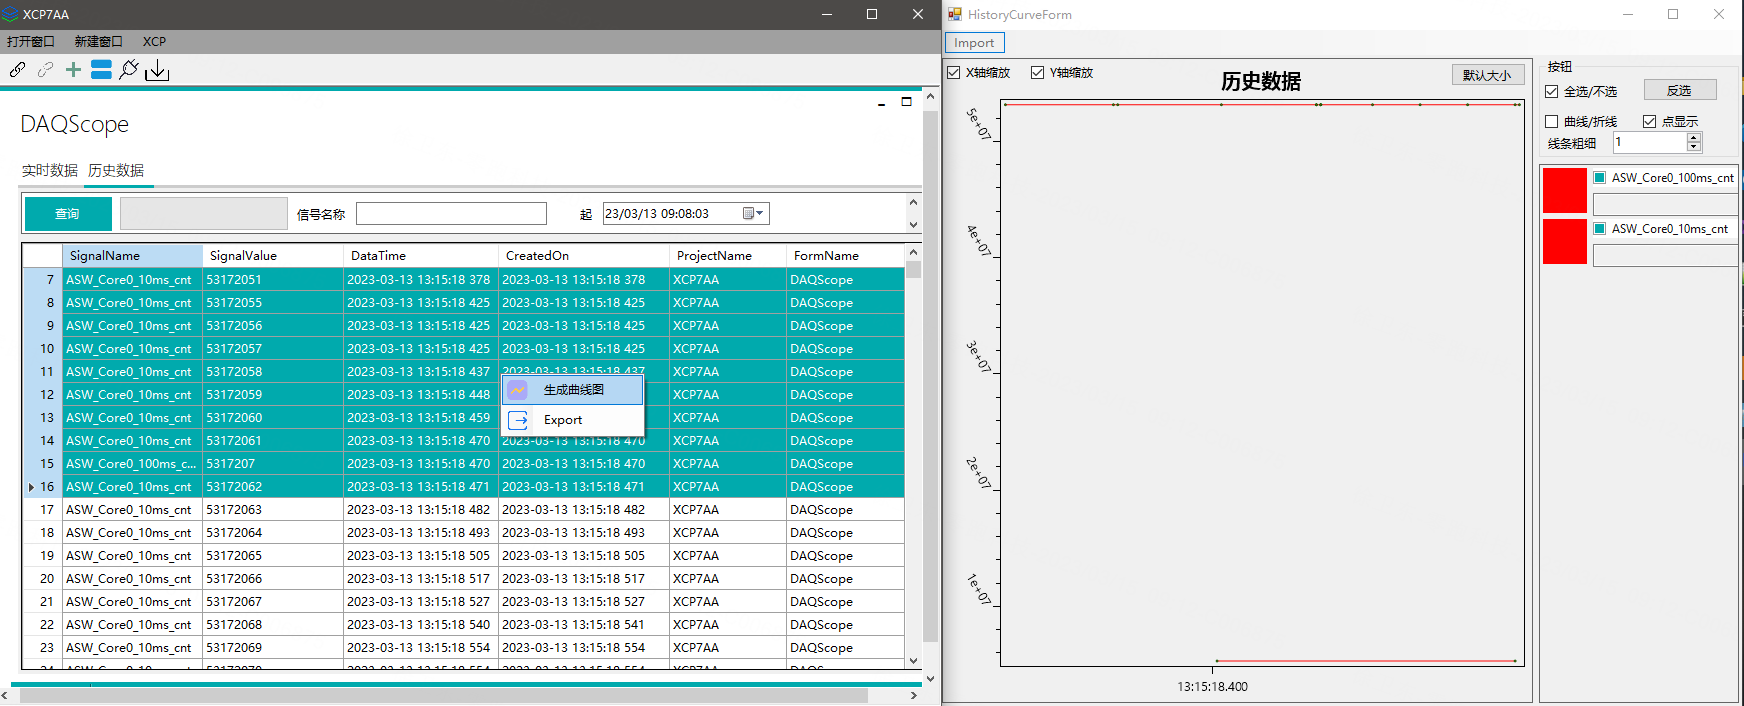 XCP7AA
打开窗口 新建窗口 XCP
DAQScope
实时数据 历史数据
查询 信号名称 起 23/03/13 09:08:03
SignalName SignalValue DataTime CreatedOn ProjectName FormName
7 ASW_Core0_10ms_cnt 53172051 2023-03-13 13:15:18 378 2023-03-13 13:15:18 378 XCP7AA DAQScope
8 ASW_Core0_10ms_cnt 53172055 2023-03-13 13:15:18 425 2023-03-13 13:15:18 425 XCP7AA DAQScope
9 ASW_Core0_10ms_cnt 53172056 2023-03-13 13:15:18 425 2023-03-13 13:15:18 425 XCP7AA DAQScope
10 ASW_Core0_10ms_cnt 53172057 2023-03-13 13:15:18 425 2023-03-13 13:15:18 425 XCP7AA DAQScope
11 ASW_Core0_10ms_cnt 53172058 2023-03-13 13:15:18 437 2023-03-13 13:15:18 437 XCP7AA DAQScope
12 ASW_Core0_10ms_cnt 53172059 2023-03-13 13:15:18 448 XCP7AA DAQScope
13 ASW_Core0_10ms_cnt 53172060 2023-03-13 13:15:18 459 XCP7AA DAQScope
14 ASW_Core0_10ms_cnt 53172061 2023-03-13 13:15:18 470 2023-03-13 13:15:18 470 XCP7AA DAQScope
15 ASW_Core0_100ms_c... 5317207 2023-03-13 13:15:18 470 2023-03-13 13:15:18 470 XCP7AA DAQScope
16 ASW_Core0_10ms_cnt 53172062 2023-03-13 13:15:18 471 2023-03-13 13:15:18 471 XCP7AA DAQScope
17 ASW_Core0_10ms_cnt 53172063 2023-03-13 13:15:18 482 2023-03-13 13:15:18 482 XCP7AA DAQScope
18 ASW_Core0_10ms_cnt 53172064 2023-03-13 13:15:18 493 2023-03-13 13:15:18 493 XCP7AA DAQScope
19 ASW_Core0_10ms_cnt 53172065 2023-03-13 13:15:18 505 2023-03-13 13:15:18 505 XCP7AA DAQScope
20 ASW_Core0_10ms_cnt 53172066 2023-03-13 13:15:18 517 2023-03-13 13:15:18 517 XCP7AA DAQScope
21 ASW_Core0_10ms_cnt 53172067 2023-03-13 13:15:18 527 2023-03-13 13:15:18 527 XCP7AA DAQScope
22 ASW_Core0_10ms_cnt 53172068 2023-03-13 13:15:18 540 2023-03-13 13:15:18 541 XCP7AA DAQScope
23 ASW_Core0_10ms_cnt 53172069 2023-03-13 13:15:18 554 2023-03-13 13:15:18 554 XCP7AA DAQScope
生成曲线图
Export
HistoryCurveForm
Import
X轴缩放 Y轴缩放 历史数据 默认大小
5e+07
4e+07
3e+07
2e+07
1e+07
13:15:18.400
按钮
全选/不选 反选
曲线/折线 点显示
线条粗细 1
ASW_Core0_100ms_cnt
ASW_Core0_10ms_cnt